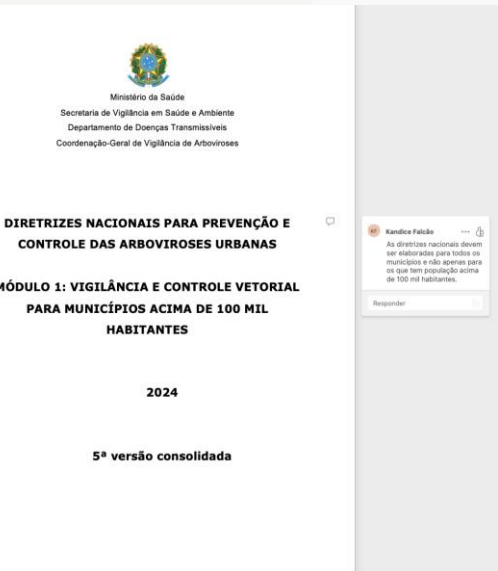 Ministério da Saúde
Secretaria de Vigilância em Saúde e Ambiente
Departamento de Doenças Transmissíveis
Coordenação-Geral de Vigilância de Arboviroses
DIRETRIZES NACIONAIS PARA PREVENÇÃO E
CONTROLE DAS ARBOVIROSES URBANAS
MÓDULO 1: VIGILÂNCIA E CONTROLE VETORIAL
PARA MUNICÍPIOS ACIMA DE 100 MIL
HABITANTES
2024
5ª versão consolidada
KF Kandice Falcão
As diretrizes nacionais devem
ser elaboradas para todos os
municípios e não apenas para
os que tem população acima
de 100 mil habitantes.
Responder